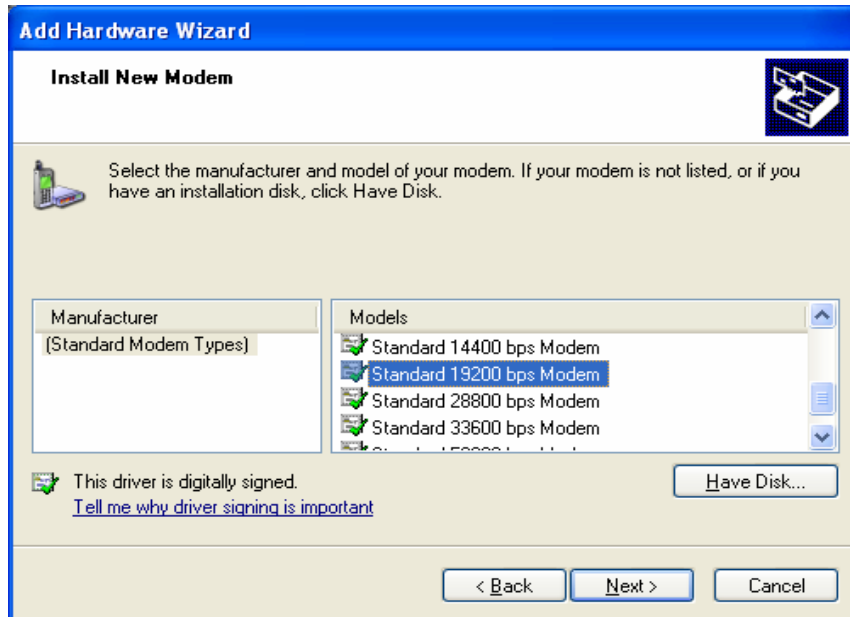 Add Hardware Wizard
Install New Modem
Select the manufacturer and model of your modem. If your modem is not listed, or if you
have an installation disk, click Have Disk.
Manufacturer
(Standard Modem Types)
Models
Standard 14400 bps Modem
Standard 19200 bps Modem
Standard 28800 bps Modem
Standard 33600 bps Modem
This driver is digitally signed.
Tell me why driver signing is important
Have Disk...
< Back
Next >
Cancel